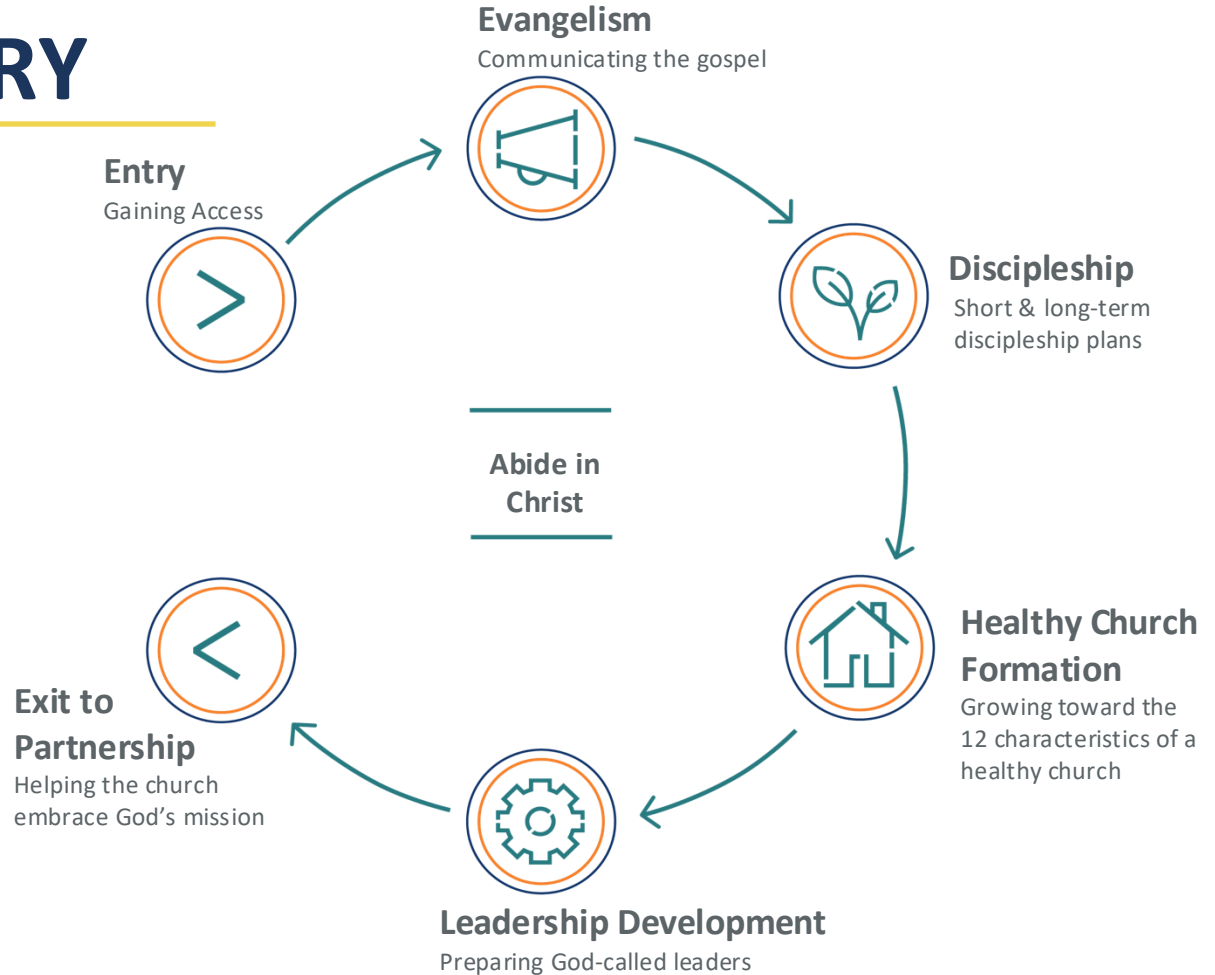 RY
Evangelism
Communicating the gospel
Entry
Gaining Access
Discipleship
Short & long-term
discipleship plans
Abide in
Christ
Healthy Church
Formation
Growing toward the
12 characteristics of a
healthy church
Exit to
Partnership
Helping the church
embrace God's mission
Leadership Development
Preparing God-called leaders